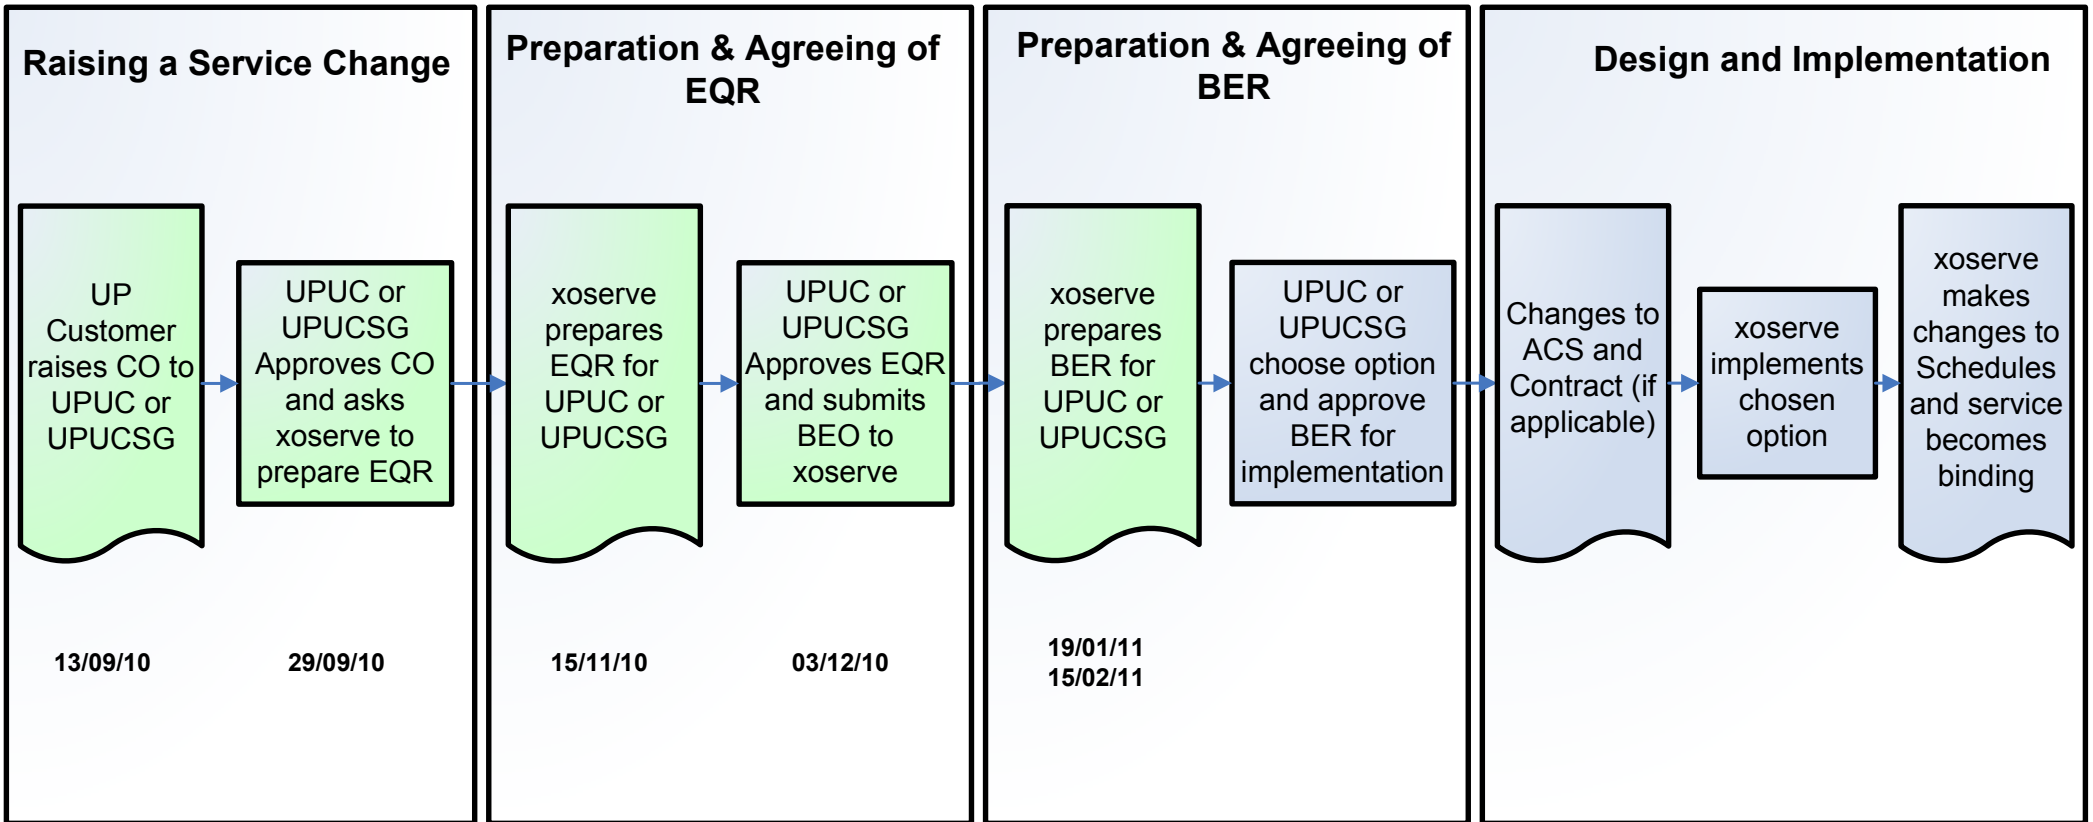 Raising a Service Change
UP
Customer
raises CO to
UPUC or
UPUCSG
UPUC or
UPUCSG
Approves CO
and asks
xoserve to
prepare EQR
13/09/10
29/09/10
Preparation & Agreeing of
EQR
xoserve
prepares
EQR for
UPUC or
UPUCSG
UPUC or
UPUCSG
Approves EQR
and submits
BEO to
xoserve
15/11/10
03/12/10
Preparation & Agreeing of
BER
xoserve
prepares
BER for
UPUC or
UPUCSG
UPUC or
UPUCSG
choose option
and approve
BER for
implementation
19/01/11
15/02/11
Design and Implementation
Changes to
ACS and
Contract (if
applicable)
xoserve
implements
chosen
option
xoserve
makes
changes to
Schedules
and service
becomes
binding